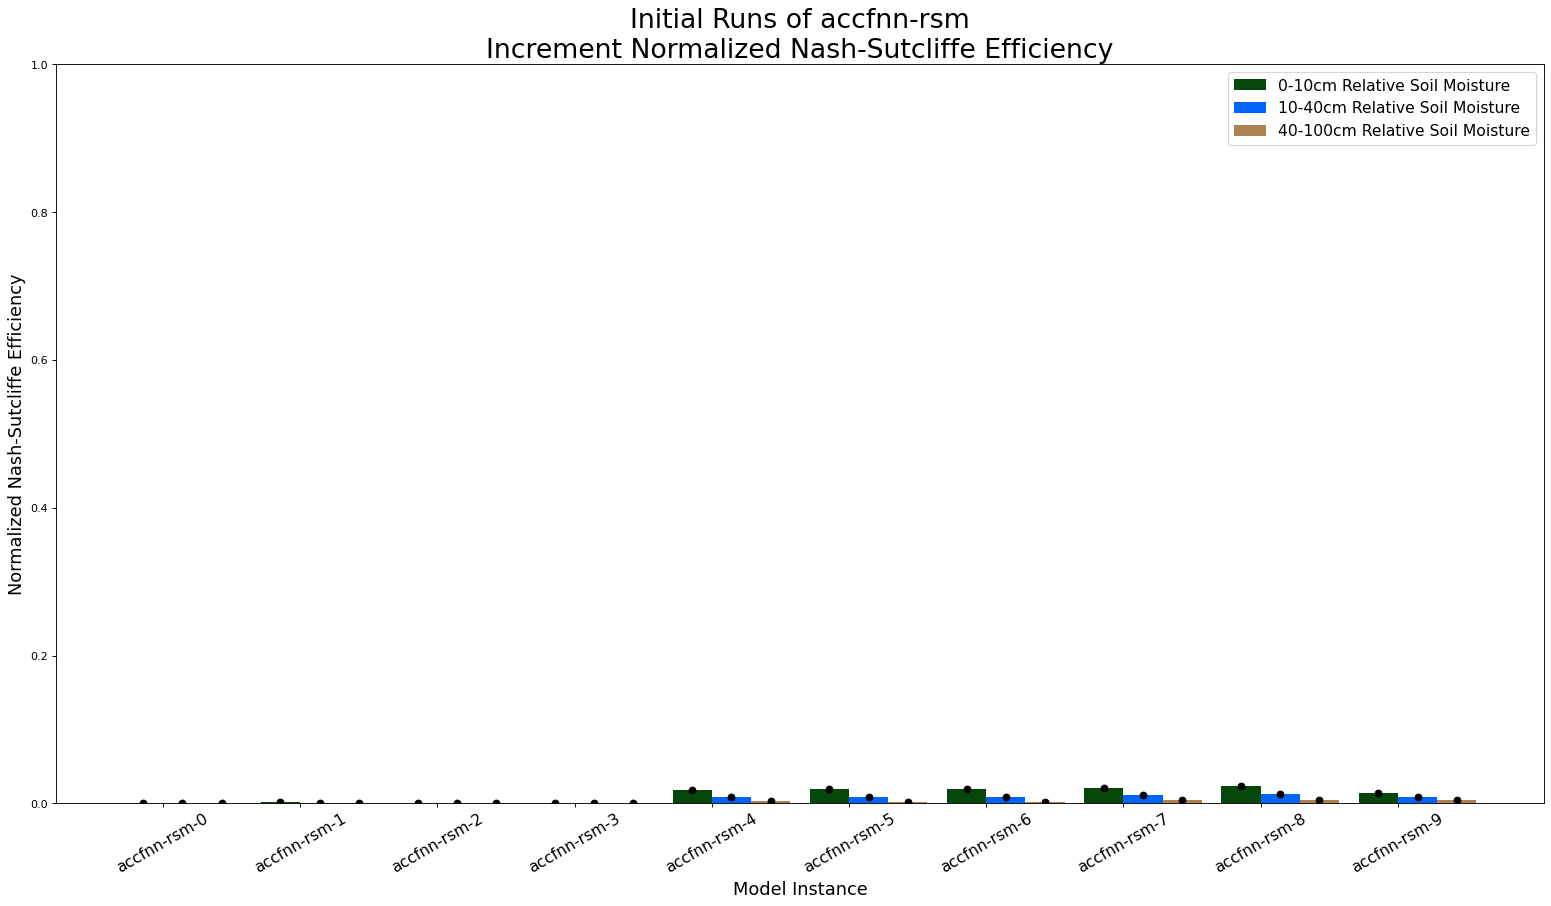 Initial Runs of accfnn-rsm
Increment Normalized Nash-Sutcliffe Efficiency
0-10cm Relative Soil Moisture
10-40cm Relative Soil Moisture
40-100cm Relative Soil Moisture
Normalized Nash-Sutcliffe Efficiency
1.0
0.8
0.6
0.4
0.2
0.0
accfnn-rsm-0
accfnn-rsm-1
accfnn-rsm-2
accfnn-rsm-3
accfnn-rsm-4
accfnn-rsm-5
accfnn-rsm-6
accfnn-rsm-7
accfnn-rsm-8
accfnn-rsm-9
Model Instance